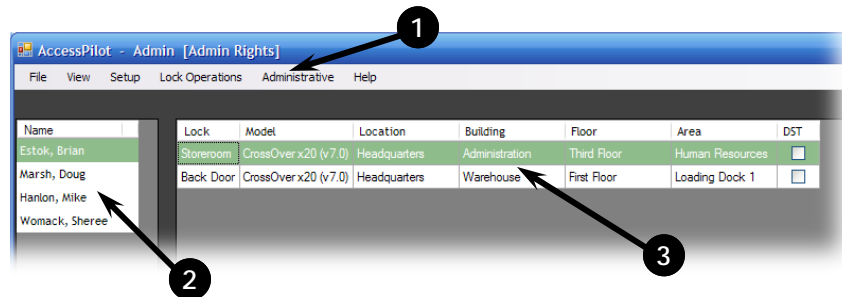 1
AccessPilot - Admin [Admin Rights]
File View Setup Lock Operations Administrative Help
Name Lock Model Location Building Floor Area DST
Estok, Brian Storeroom CrossOver x20 (v7.0) Headquarters Administration Third Floor Human Resources
Marsh, Doug Back Door CrossOver x20 (v7.0) Headquarters Warehouse First Floor Loading Dock 1
Hanlon, Mike
Womack, Sheree
2
3